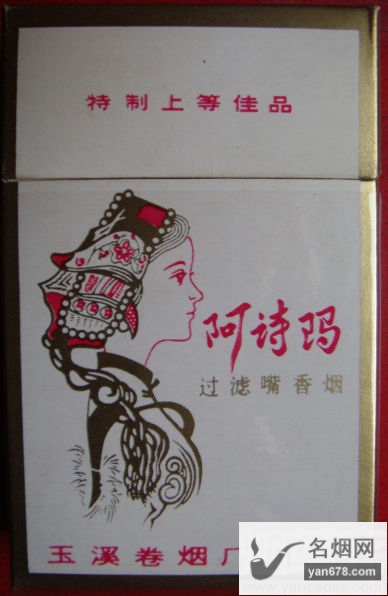 特制上等佳品
阿诗玛
过滤嘴香烟
玉溪卷烟厂
名烟网
yan678.com